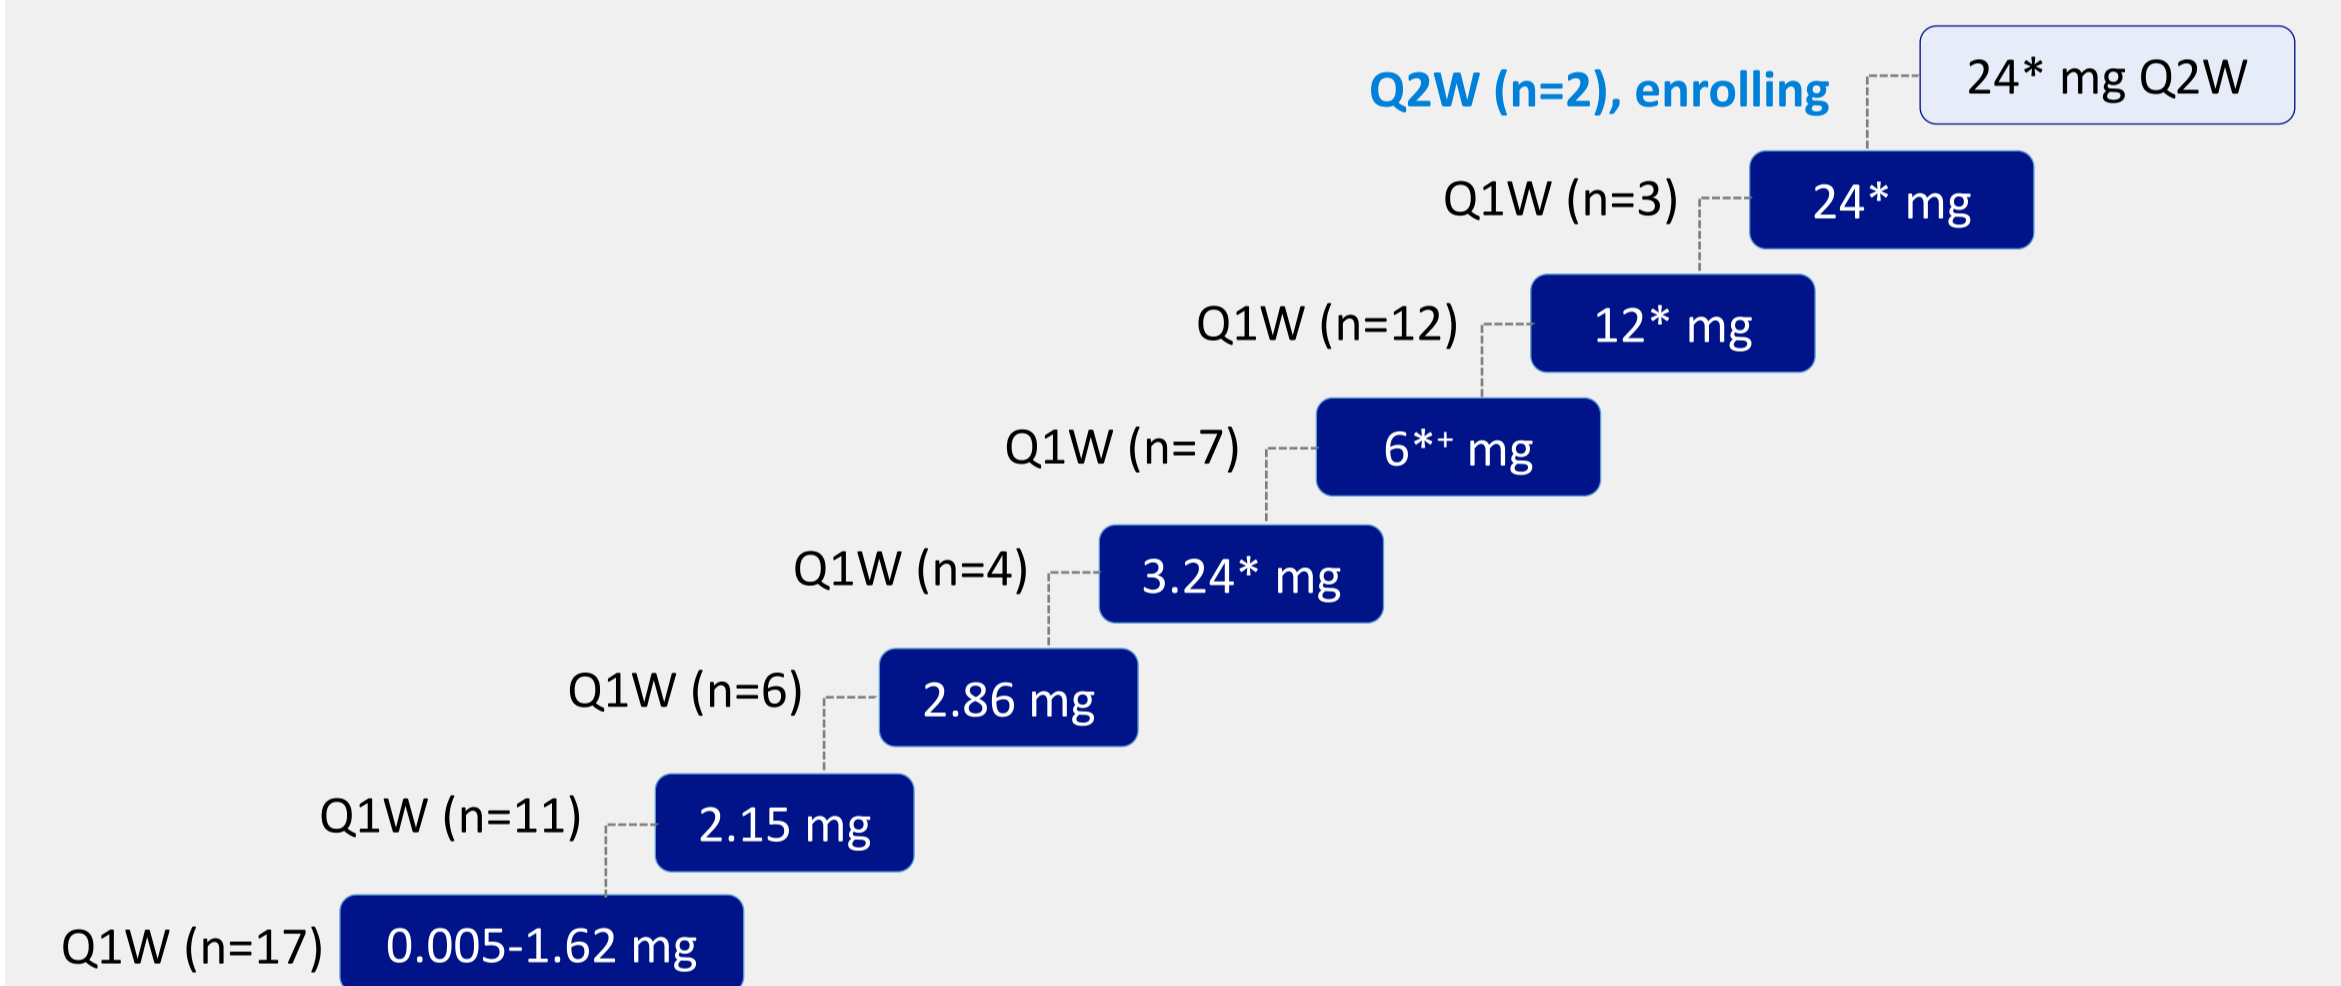 24* mg Q2W
Q2W (n=2), enrolling
Q1W (n=3)
24* mg
Q1W (n=12)
12* mg
Q1W (n=7)
6*⁺ mg
Q1W (n=4)
3.24* mg
Q1W (n=6)
2.86 mg
Q1W (n=11)
2.15 mg
Q1W (n=17)
0.005-1.62 mg